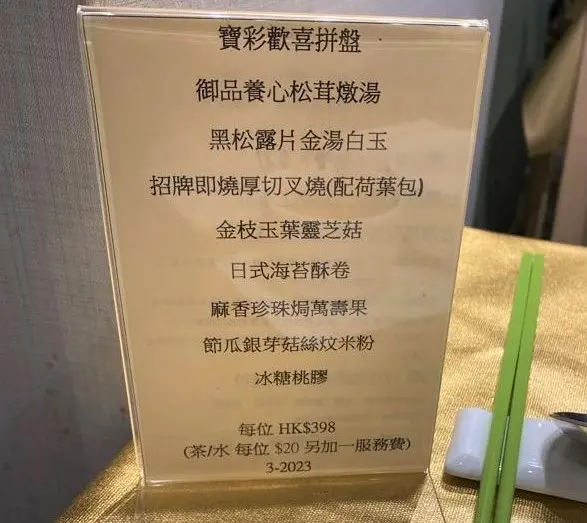 寶彩歡喜拼盤
御品養心松茸燉湯
黑松露片金湯白玉
招牌即燒厚切叉燒(配荷葉包)
金枝玉葉靈芝菇
日式海苔酥卷
麻香珍珠焗萬壽果
節瓜銀芽菇絲炆米粉
冰糖桃膠
每位 HK$398
(茶/水 每位 $20 另加一服務費)
3-2023